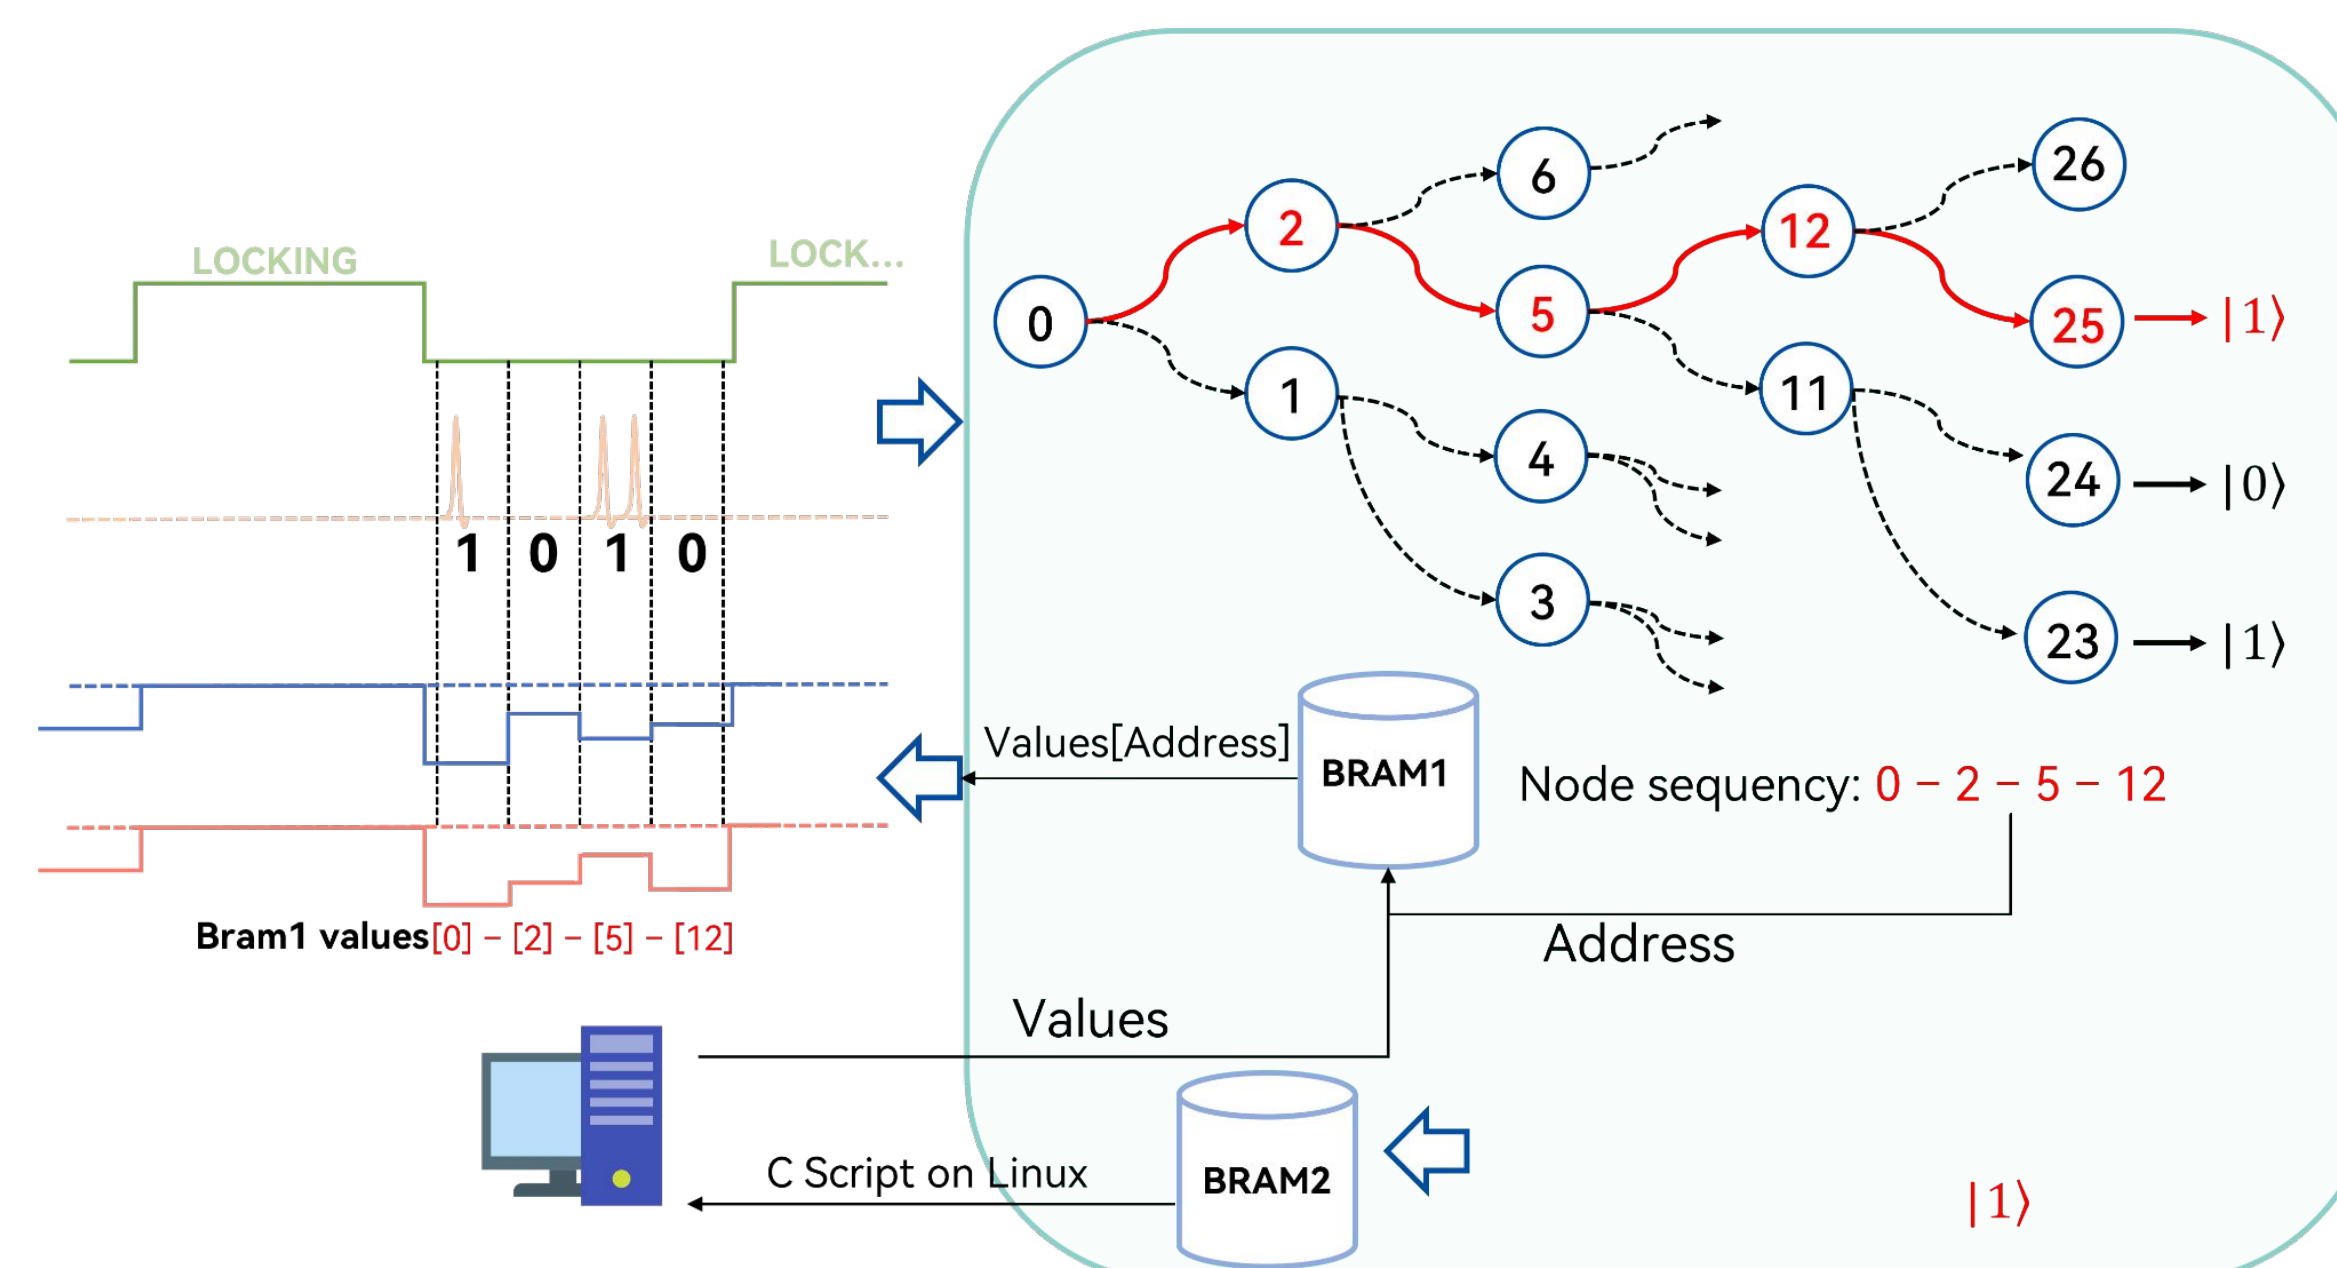 LOCKING
LOCK...
1 0 1 0
Bram1 values[0] – [2] – [5] – [12]
0
2
1
6
5
4
3
12
11
26
25
24
23
|1⟩
|0⟩
|1⟩
Values[Address]
BRAM1
Node sequency: 0 – 2 – 5 – 12
Address
Values
BRAM2
C Script on Linux
|1⟩